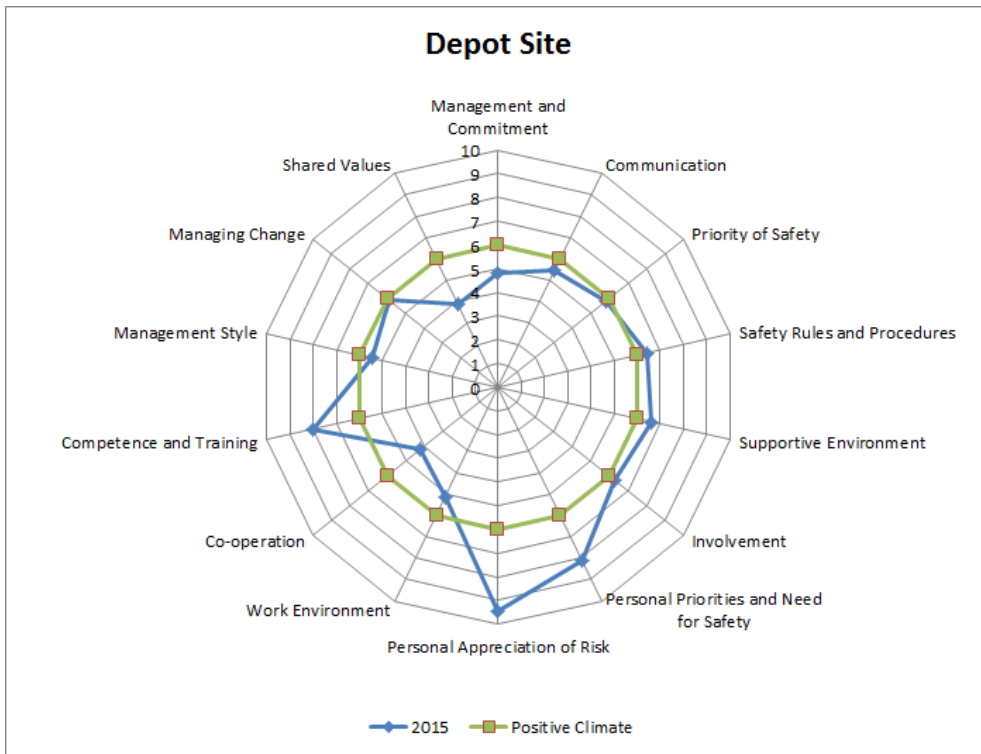 Depot Site
Management and
Commitment
Communication
Priority of Safety
Safety Rules and Procedures
Supportive Environment
Involvement
Personal Priorities and Need
for Safety
Personal Appreciation of Risk
Work Environment
Co-operation
Competence and Training
Management Style
Managing Change
Shared Values
10
9
8
7
6
5
4
3
2
1
0
2015
Positive Climate